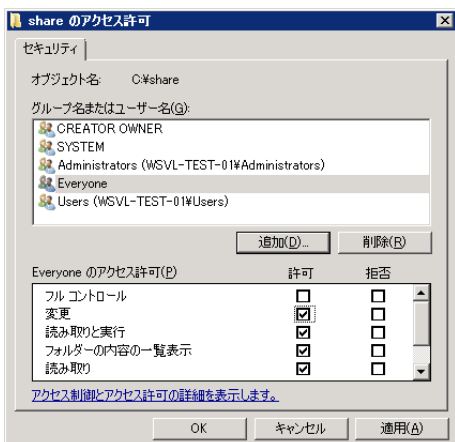 share のアクセス許可
セキュリティ
オブジェクト名: C:¥share
グループ名またはユーザー名(G):
CREATOR OWNER
SYSTEM
Administrators (WSVL-TEST-01¥Administrators)
Everyone
Users (WSVL-TEST-01¥Users)
追加(D)... 削除(R)
Everyone のアクセス許可(P) 許可 拒否
フル コントロール
変更
読み取りと実行
フォルダーの内容の一覧表示
読み取り
アクセス制御とアクセス許可の詳細を表示します。
OK キャンセル 適用(A)